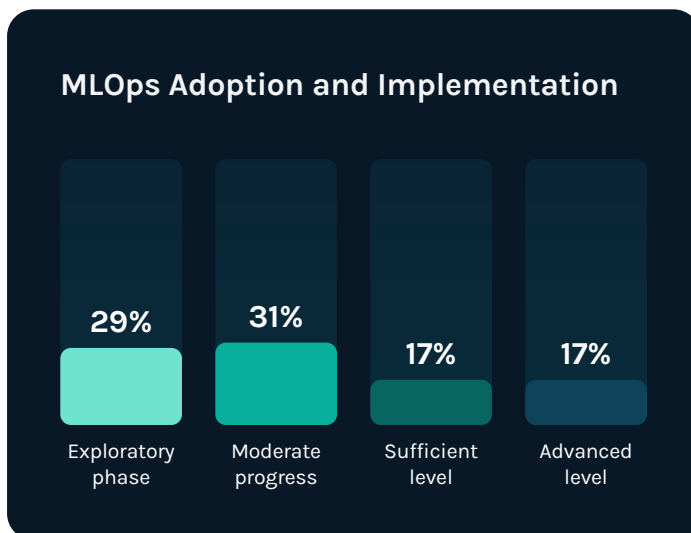 MLOps Adoption and Implementation
29%
31%
17%
17%
Exploratory
phase
Moderate
progress
Sufficient
level
Advanced
level